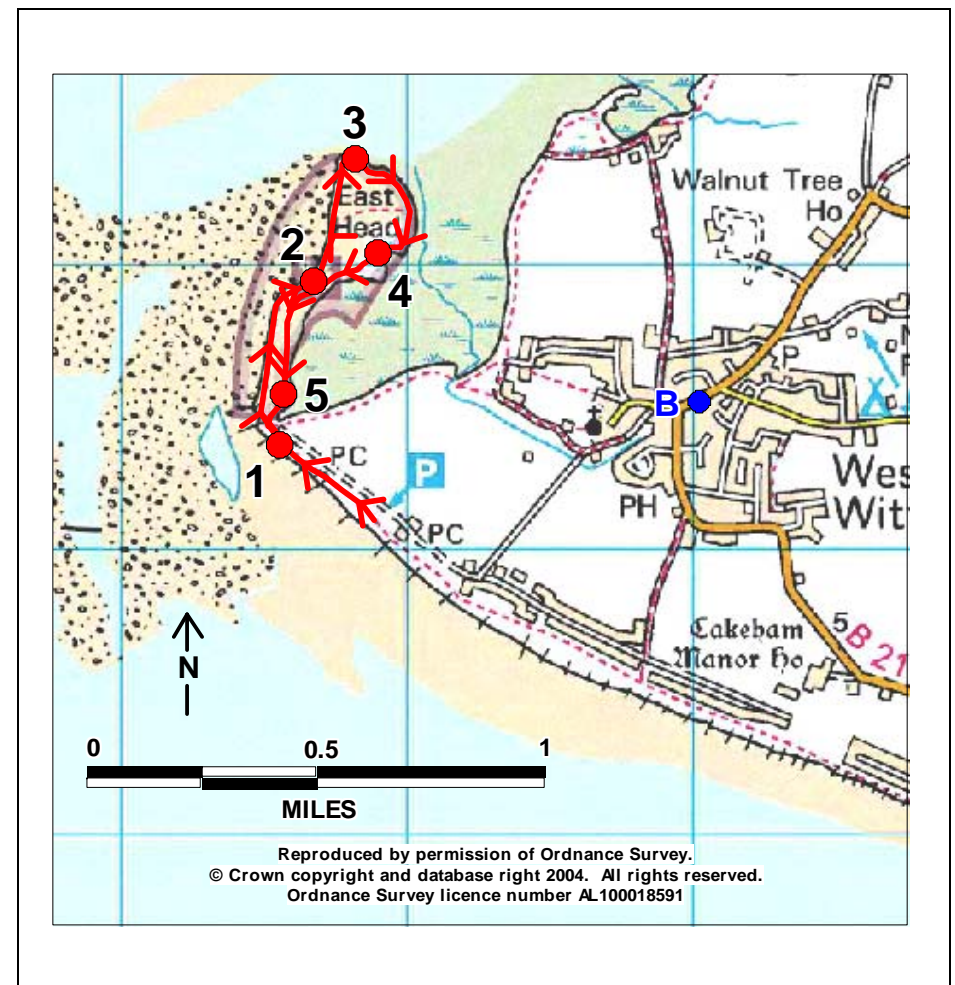 3
East
Head
2
4
Walnut Tree
Ho
P
B
5
1
PC
P
PC
PH
Wes
Witt
Cakeham
Manor Ho
5
B 21
N
0
0.5
1
MILES
Reproduced by permission of Ordnance Survey.
© Crown copyright and database right 2004. All rights reserved.
Ordnance Survey licence number AL100018591